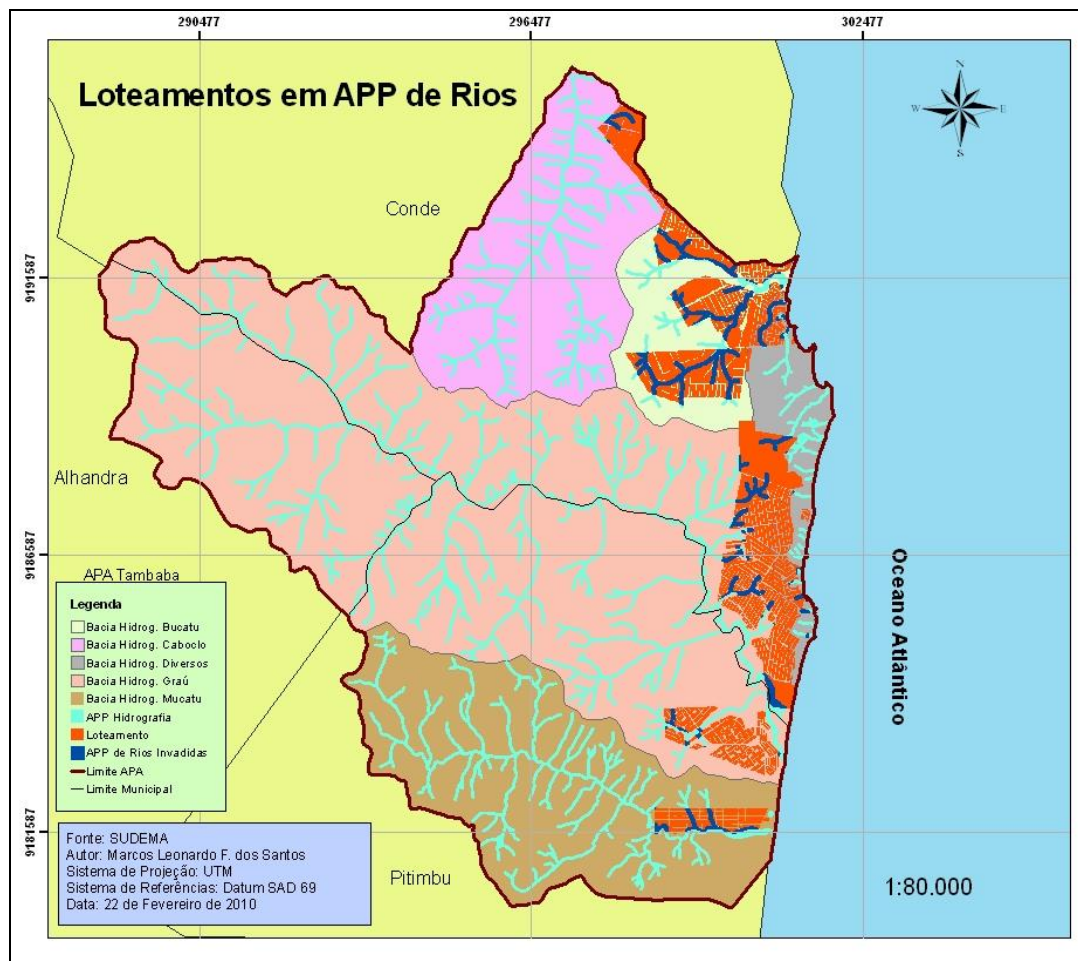 290477
296477
302477
Loteamentos em APP de Rios
N
W
E
S
Conde
9191587
Alhandra
9186587
APA Tambaba
Oceano Atlântico
Legenda
Bacia Hidrog. Bucatu
Bacia Hidrog. Caboclo
Bacia Hidrog. Diversos
Bacia Hidrog. Graú
Bacia Hidrog. Mucatu
APP Hidrografia
Loteamento
APP de Rios Invadidas
Limite APA
Limite Municipal
9181587
Fonte: SUDEMA
Autor: Marcos Leonardo F. dos Santos
Sistema de Projeção: UTM
Sistema de Referências: Datum SAD 69
Data: 22 de Fevereiro de 2010
Pitimbu
1:80.000